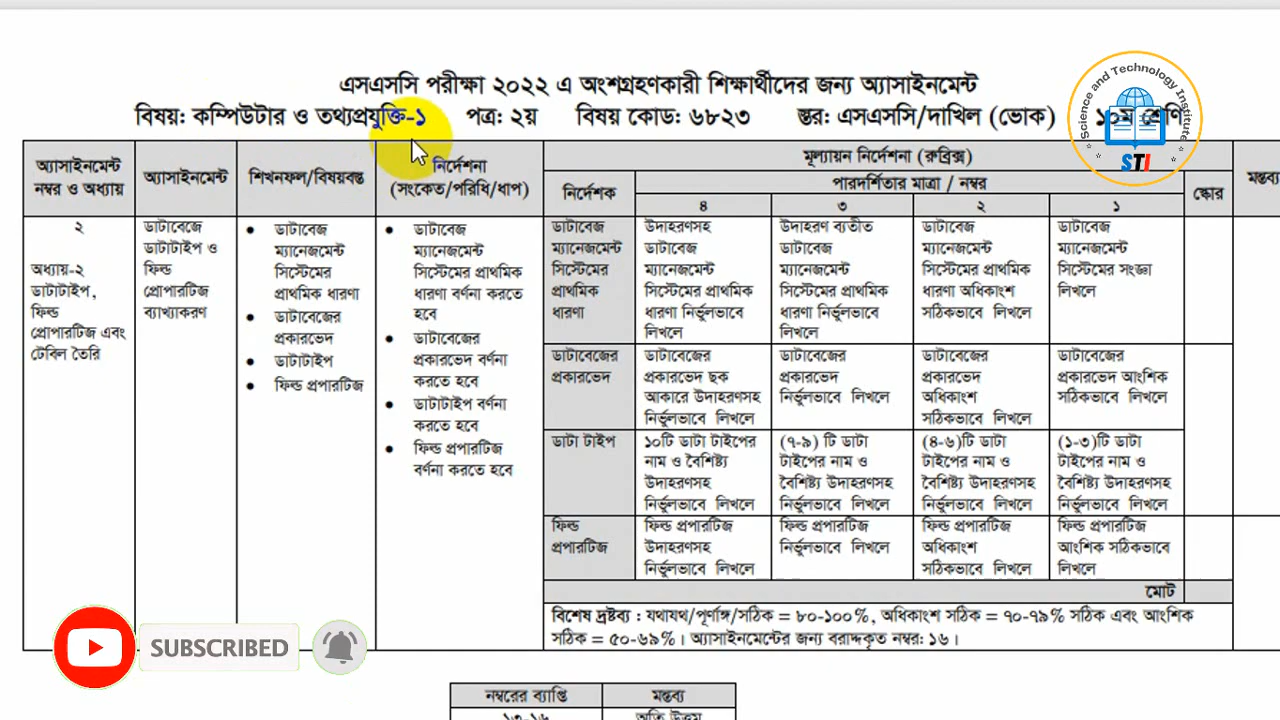 এসএসসি পরীক্ষা ২০২২ এ অংশগ্রহণকারী শিক্ষার্থীদের জন্য অ্যাসাইনমেন্ট
বিষয়: কম্পিউটার ও তথ্যপ্রযুক্তি-১ পত্র: ২য় বিষয় কোড: ৬৮২৩ স্তর: এসএসসি/দাখিল (ভোক) ১০ম শ্রেণি
Science and Technology Institute
STI
অ্যাসাইনমেন্ট
নম্বর ও অধ্যায়
অ্যাসাইনমেন্ট
শিখনফল/বিষয়বস্তু
নির্দেশনা
(সংকেত/পরিধি/ধাপ)
মূল্যায়ন নির্দেশনা (রুব্রিক্স)
নির্দেশক
পারদর্শিতার মাত্রা / নম্বর
৪ ৩ ২ ১
স্কোর
মন্তব্য
২
অধ্যায়-২
ডাটাটাইপ,
ফিল্ড
প্রোপারটিজ এবং
টেবিল তৈরি
ডাটাবেজে
ডাটাটাইপ ও
ফিল্ড
প্রোপারটিজ
ব্যাখ্যাকরণ
• ডাটাবেজ
ম্যানেজমেন্ট
সিস্টেমের
প্রাথমিক ধারণা
• ডাটাবেজের
প্রকারভেদ
• ডাটাটাইপ
• ফিল্ড প্রপারটিজ
• ডাটাবেজ
ম্যানেজমেন্ট
সিস্টেমের প্রাথমিক
ধারণা বর্ণনা করতে
হবে
• ডাটাবেজের
প্রকারভেদ বর্ণনা
করতে হবে
• ডাটাটাইপ বর্ণনা
করতে হবে
• ফিল্ড প্রপারটিজ
বর্ণনা করতে হবে
ডাটাবেজ
ম্যানেজমেন্ট
সিস্টেমের
প্রাথমিক
ধারণা
উদাহরণসহ
ডাটাবেজ
ম্যানেজমেন্ট
সিস্টেমের প্রাথমিক
ধারণা নির্ভুলভাবে
লিখলে
উদাহরণ ব্যতীত
ডাটাবেজ
ম্যানেজমেন্ট
সিস্টেমের প্রাথমিক
ধারণা নির্ভুলভাবে
লিখলে
ডাটাবেজ
ম্যানেজমেন্ট
সিস্টেমের প্রাথমিক
ধারণা অধিকাংশ
সঠিকভাবে লিখলে
ডাটাবেজ
ম্যানেজমেন্ট
সিস্টেমের সংজ্ঞা
লিখলে
ডাটাবেজের
প্রকারভেদ
ডাটাবেজের
প্রকারভেদ ছক
আকারে উদাহরণসহ
নির্ভুলভাবে লিখলে
ডাটাবেজের
প্রকারভেদ
নির্ভুলভাবে লিখলে
ডাটাবেজের
প্রকারভেদ
অধিকাংশ
সঠিকভাবে লিখলে
ডাটাবেজের
প্রকারভেদ আংশিক
সঠিকভাবে লিখলে
ডাটা টাইপ
১০টি ডাটা টাইপের
নাম ও বৈশিষ্ট্য
উদাহরণসহ
নির্ভুলভাবে লিখলে
(৭-৯) টি ডাটা
টাইপের নাম ও
বৈশিষ্ট্য উদাহরণসহ
নির্ভুলভাবে লিখলে
(৪-৬)টি ডাটা
টাইপের নাম ও
বৈশিষ্ট্য উদাহরণসহ
নির্ভুলভাবে লিখলে
(১-৩)টি ডাটা
টাইপের নাম ও
বৈশিষ্ট্য উদাহরণসহ
নির্ভুলভাবে লিখলে
ফিল্ড
প্রপারটিজ
ফিল্ড প্রপারটিজ
উদাহরণসহ
নির্ভুলভাবে লিখলে
ফিল্ড প্রপারটিজ
নির্ভুলভাবে লিখলে
ফিল্ড প্রপারটিজ
অধিকাংশ
সঠিকভাবে লিখলে
ফিল্ড প্রপারটিজ
আংশিক সঠিকভাবে
লিখলে
মোট
বিশেষ দ্রষ্টব্য : যথাযথ/পূর্ণাঙ্গ/সঠিক = ৮০-১০০%, অধিকাংশ সঠিক = ৭০-৭৯% সঠিক এবং আংশিক
সঠিক = ৫০-৬৯%। অ্যাসাইনমেন্টের জন্য বরাদ্দকৃত নম্বর: ১৬।
SUBSCRIBED
নম্বরের ব্যাপ্তি মন্তব্য
১৩-১৬ অতি উত্তম